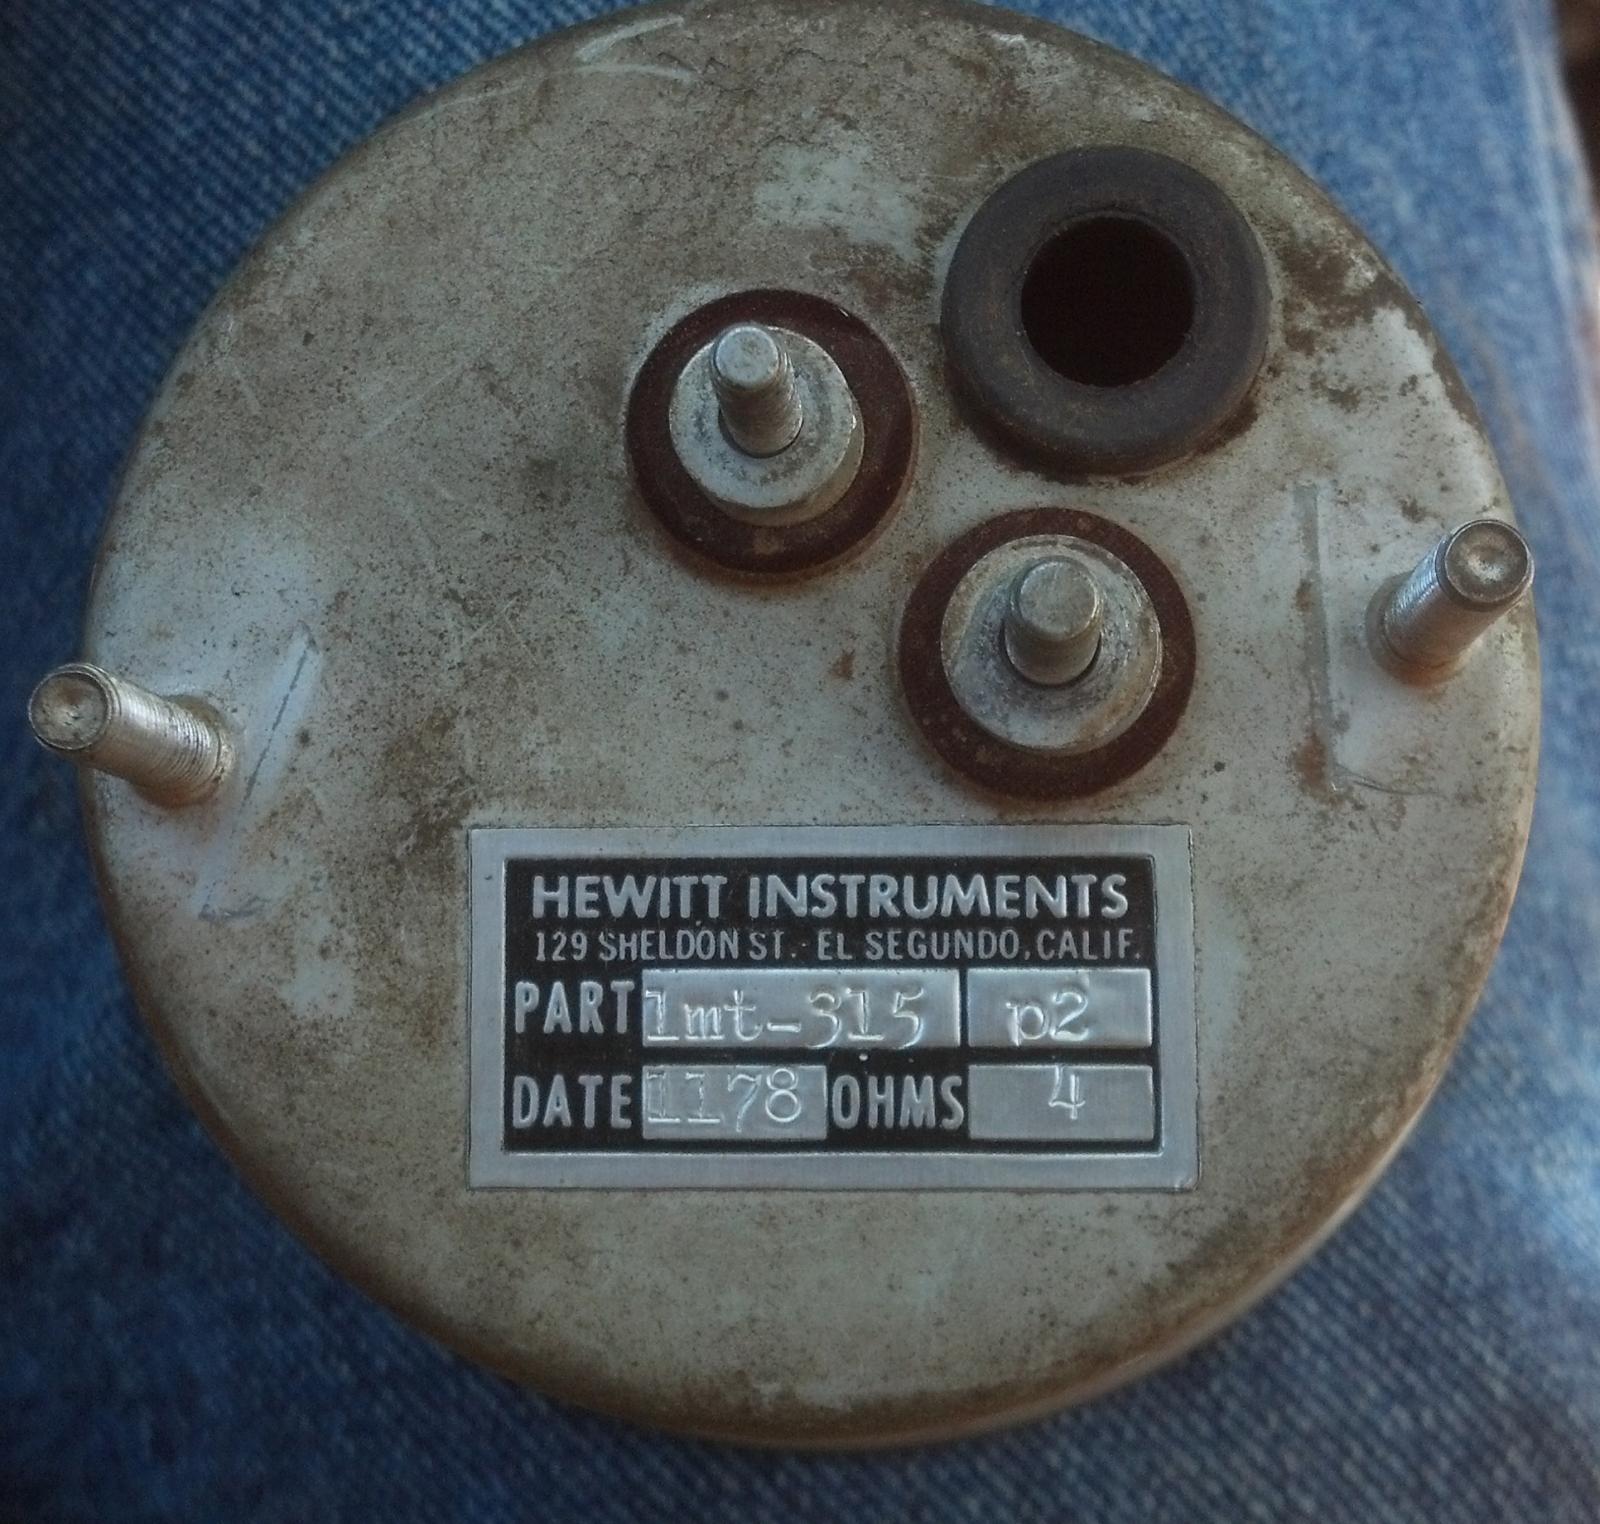 HEWITT INSTRUMENTS
129 SHELDON ST. EL SEGUNDO, CALIF.
PART 1mt-315 p2
DATE 1178 OHMS 4